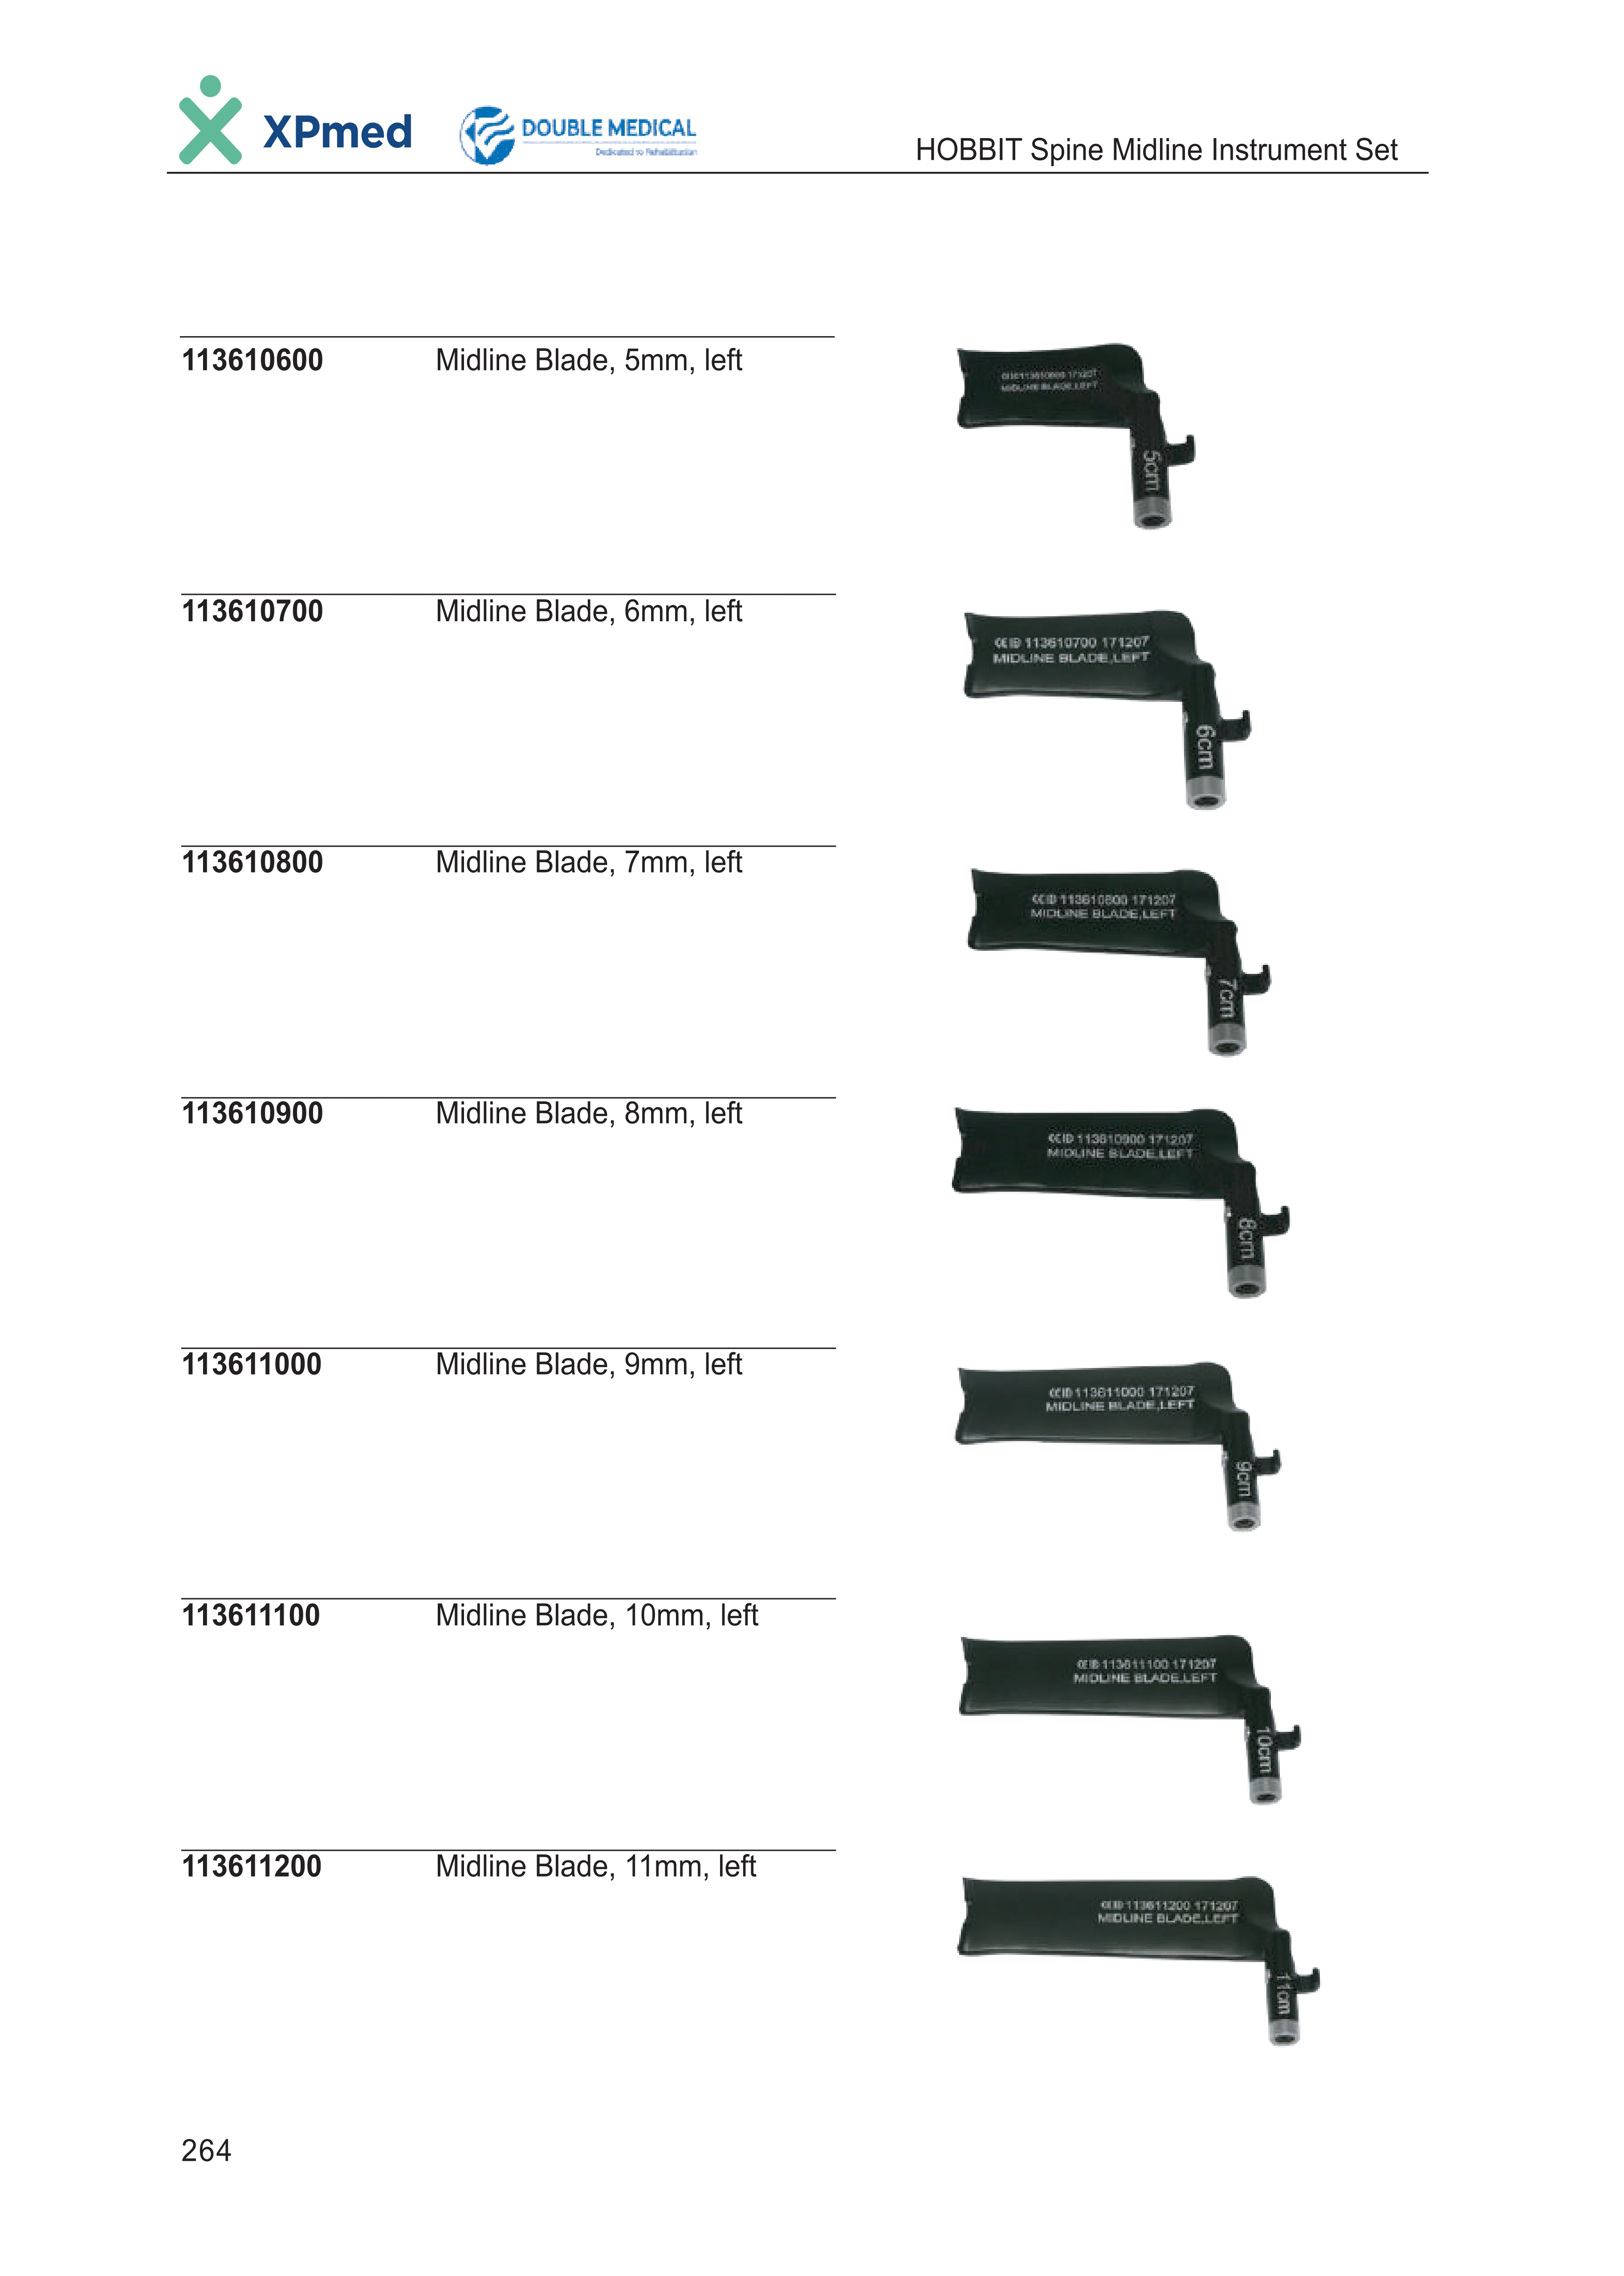 XPmed
DOUBLE MEDICAL
Dedicated to Rehabilitation
HOBBIT Spine Midline Instrument Set
113610600 Midline Blade, 5mm, left
MIDLINE BLADE,LEFT
5cm
113610700 Midline Blade, 6mm, left
113610700 171207
MIDLINE BLADE,LEFT
6cm
113610800 Midline Blade, 7mm, left
113610800 171207
MIDLINE BLADE,LEFT
7cm
113610900 Midline Blade, 8mm, left
113610900 171207
MIDLINE BLADE,LEFT
8cm
113611000 Midline Blade, 9mm, left
113611000 171207
MIDLINE BLADE,LEFT
9cm
113611100 Midline Blade, 10mm, left
113611100 171207
MIDLINE BLADE,LEFT
10cm
113611200 Midline Blade, 11mm, left
113611200 171207
MIDLINE BLADE,LEFT
11cm
264